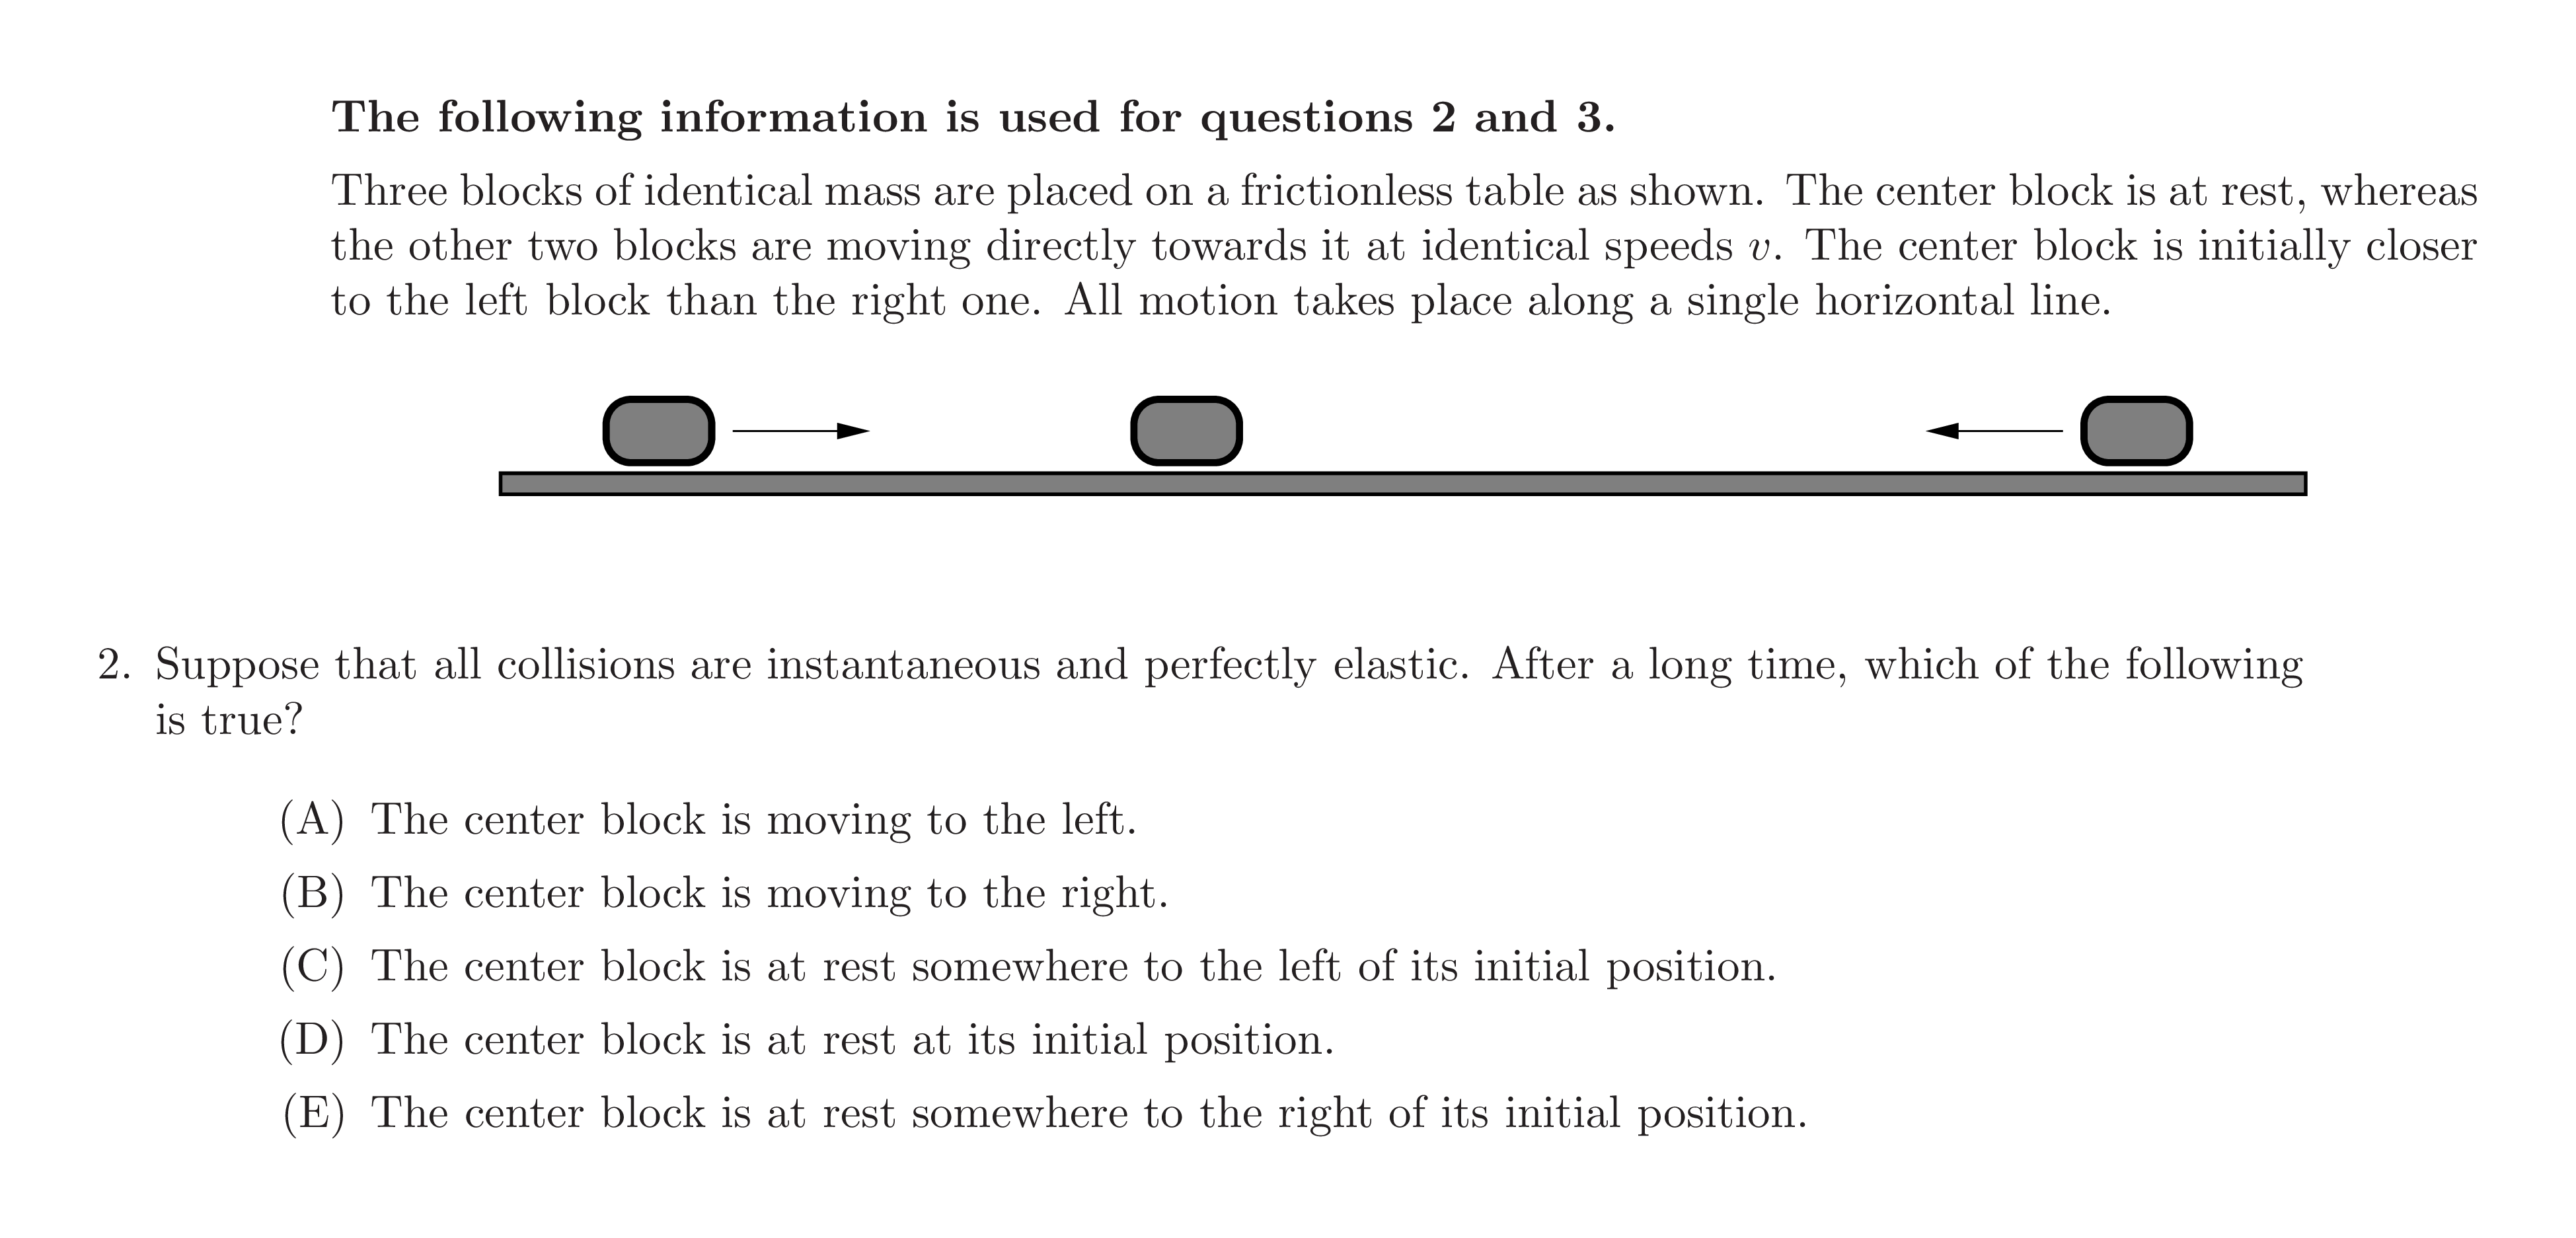 The following information is used for questions 2 and 3.
Three blocks of identical mass are placed on a frictionless table as shown. The center block is at rest, whereas
the other two blocks are moving directly towards it at identical speeds v. The center block is initially closer
to the left block than the right one. All motion takes place along a single horizontal line.
2. Suppose that all collisions are instantaneous and perfectly elastic. After a long time, which of the following
is true?
(A) The center block is moving to the left.
(B) The center block is moving to the right.
(C) The center block is at rest somewhere to the left of its initial position.
(D) The center block is at rest at its initial position.
(E) The center block is at rest somewhere to the right of its initial position.